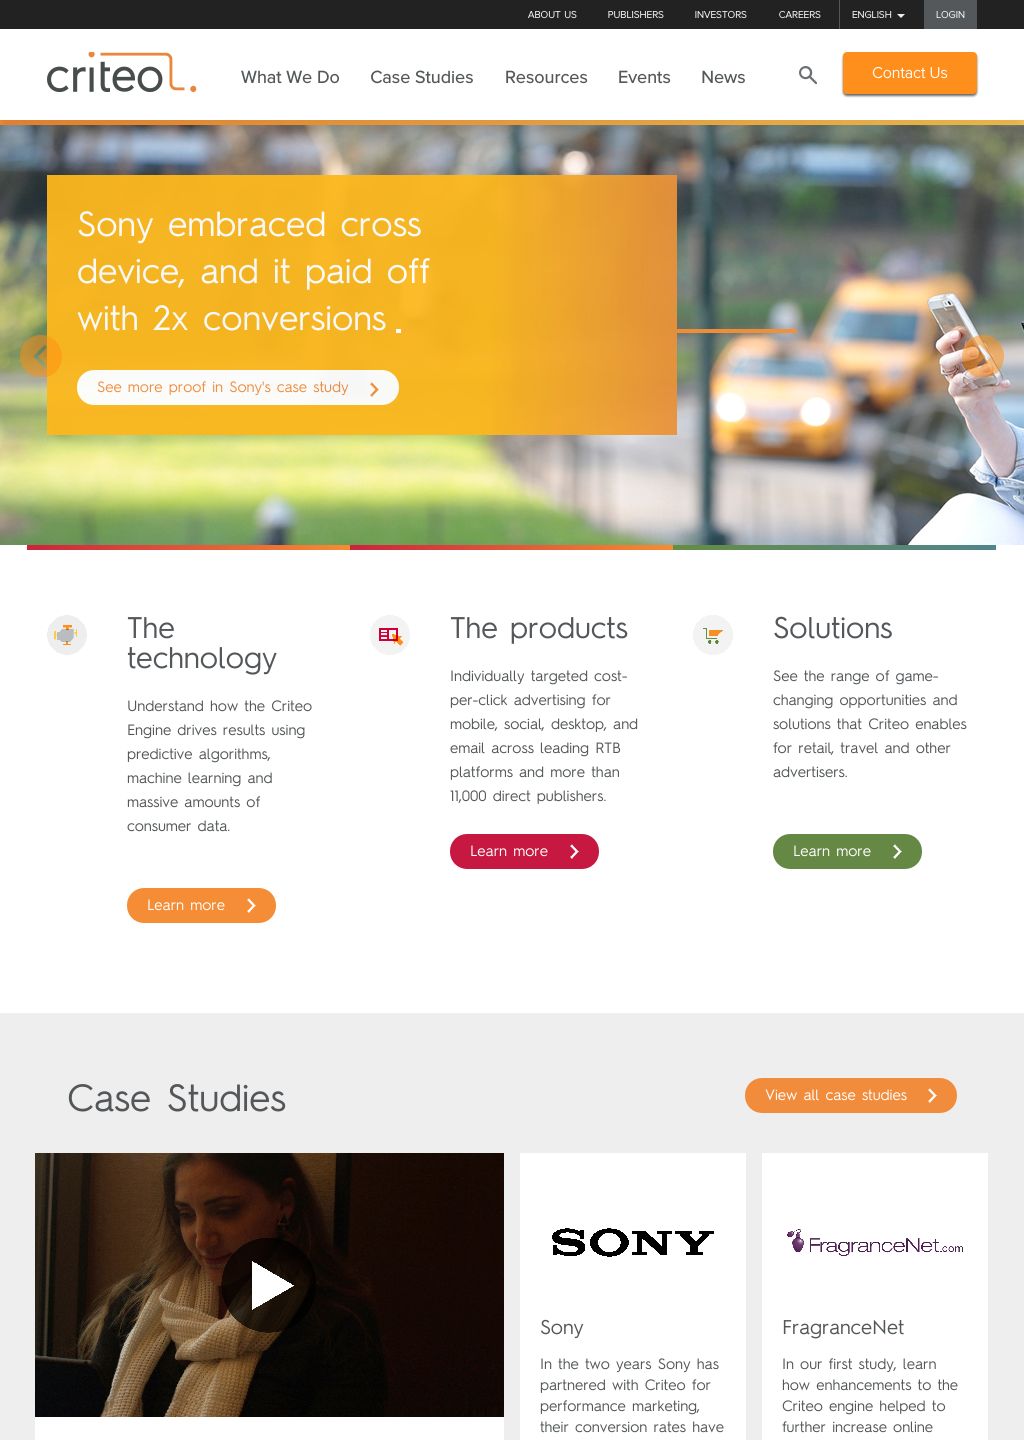 ABOUT US PUBLISHERS INVESTORS CAREERS ENGLISH LOGIN
criteo
What We Do Case Studies Resources Events News Contact Us
Sony embraced cross
device, and it paid off
with 2x conversions.
See more proof in Sony's case study
The
technology
Understand how the Criteo
Engine drives results using
predictive algorithms,
machine learning and
massive amounts of
consumer data.
Learn more
The products
Individually targeted cost-
per-click advertising for
mobile, social, desktop, and
email across leading RTB
platforms and more than
11,000 direct publishers.
Learn more
Solutions
See the range of game-
changing opportunities and
solutions that Criteo enables
for retail, travel and other
advertisers.
Learn more
Case Studies
View all case studies
SONY
Sony
In the two years Sony has
partnered with Criteo for
performance marketing,
their conversion rates have
FragranceNet.com
FragranceNet
In our first study, learn
how enhancements to the
Criteo engine helped to
further increase online